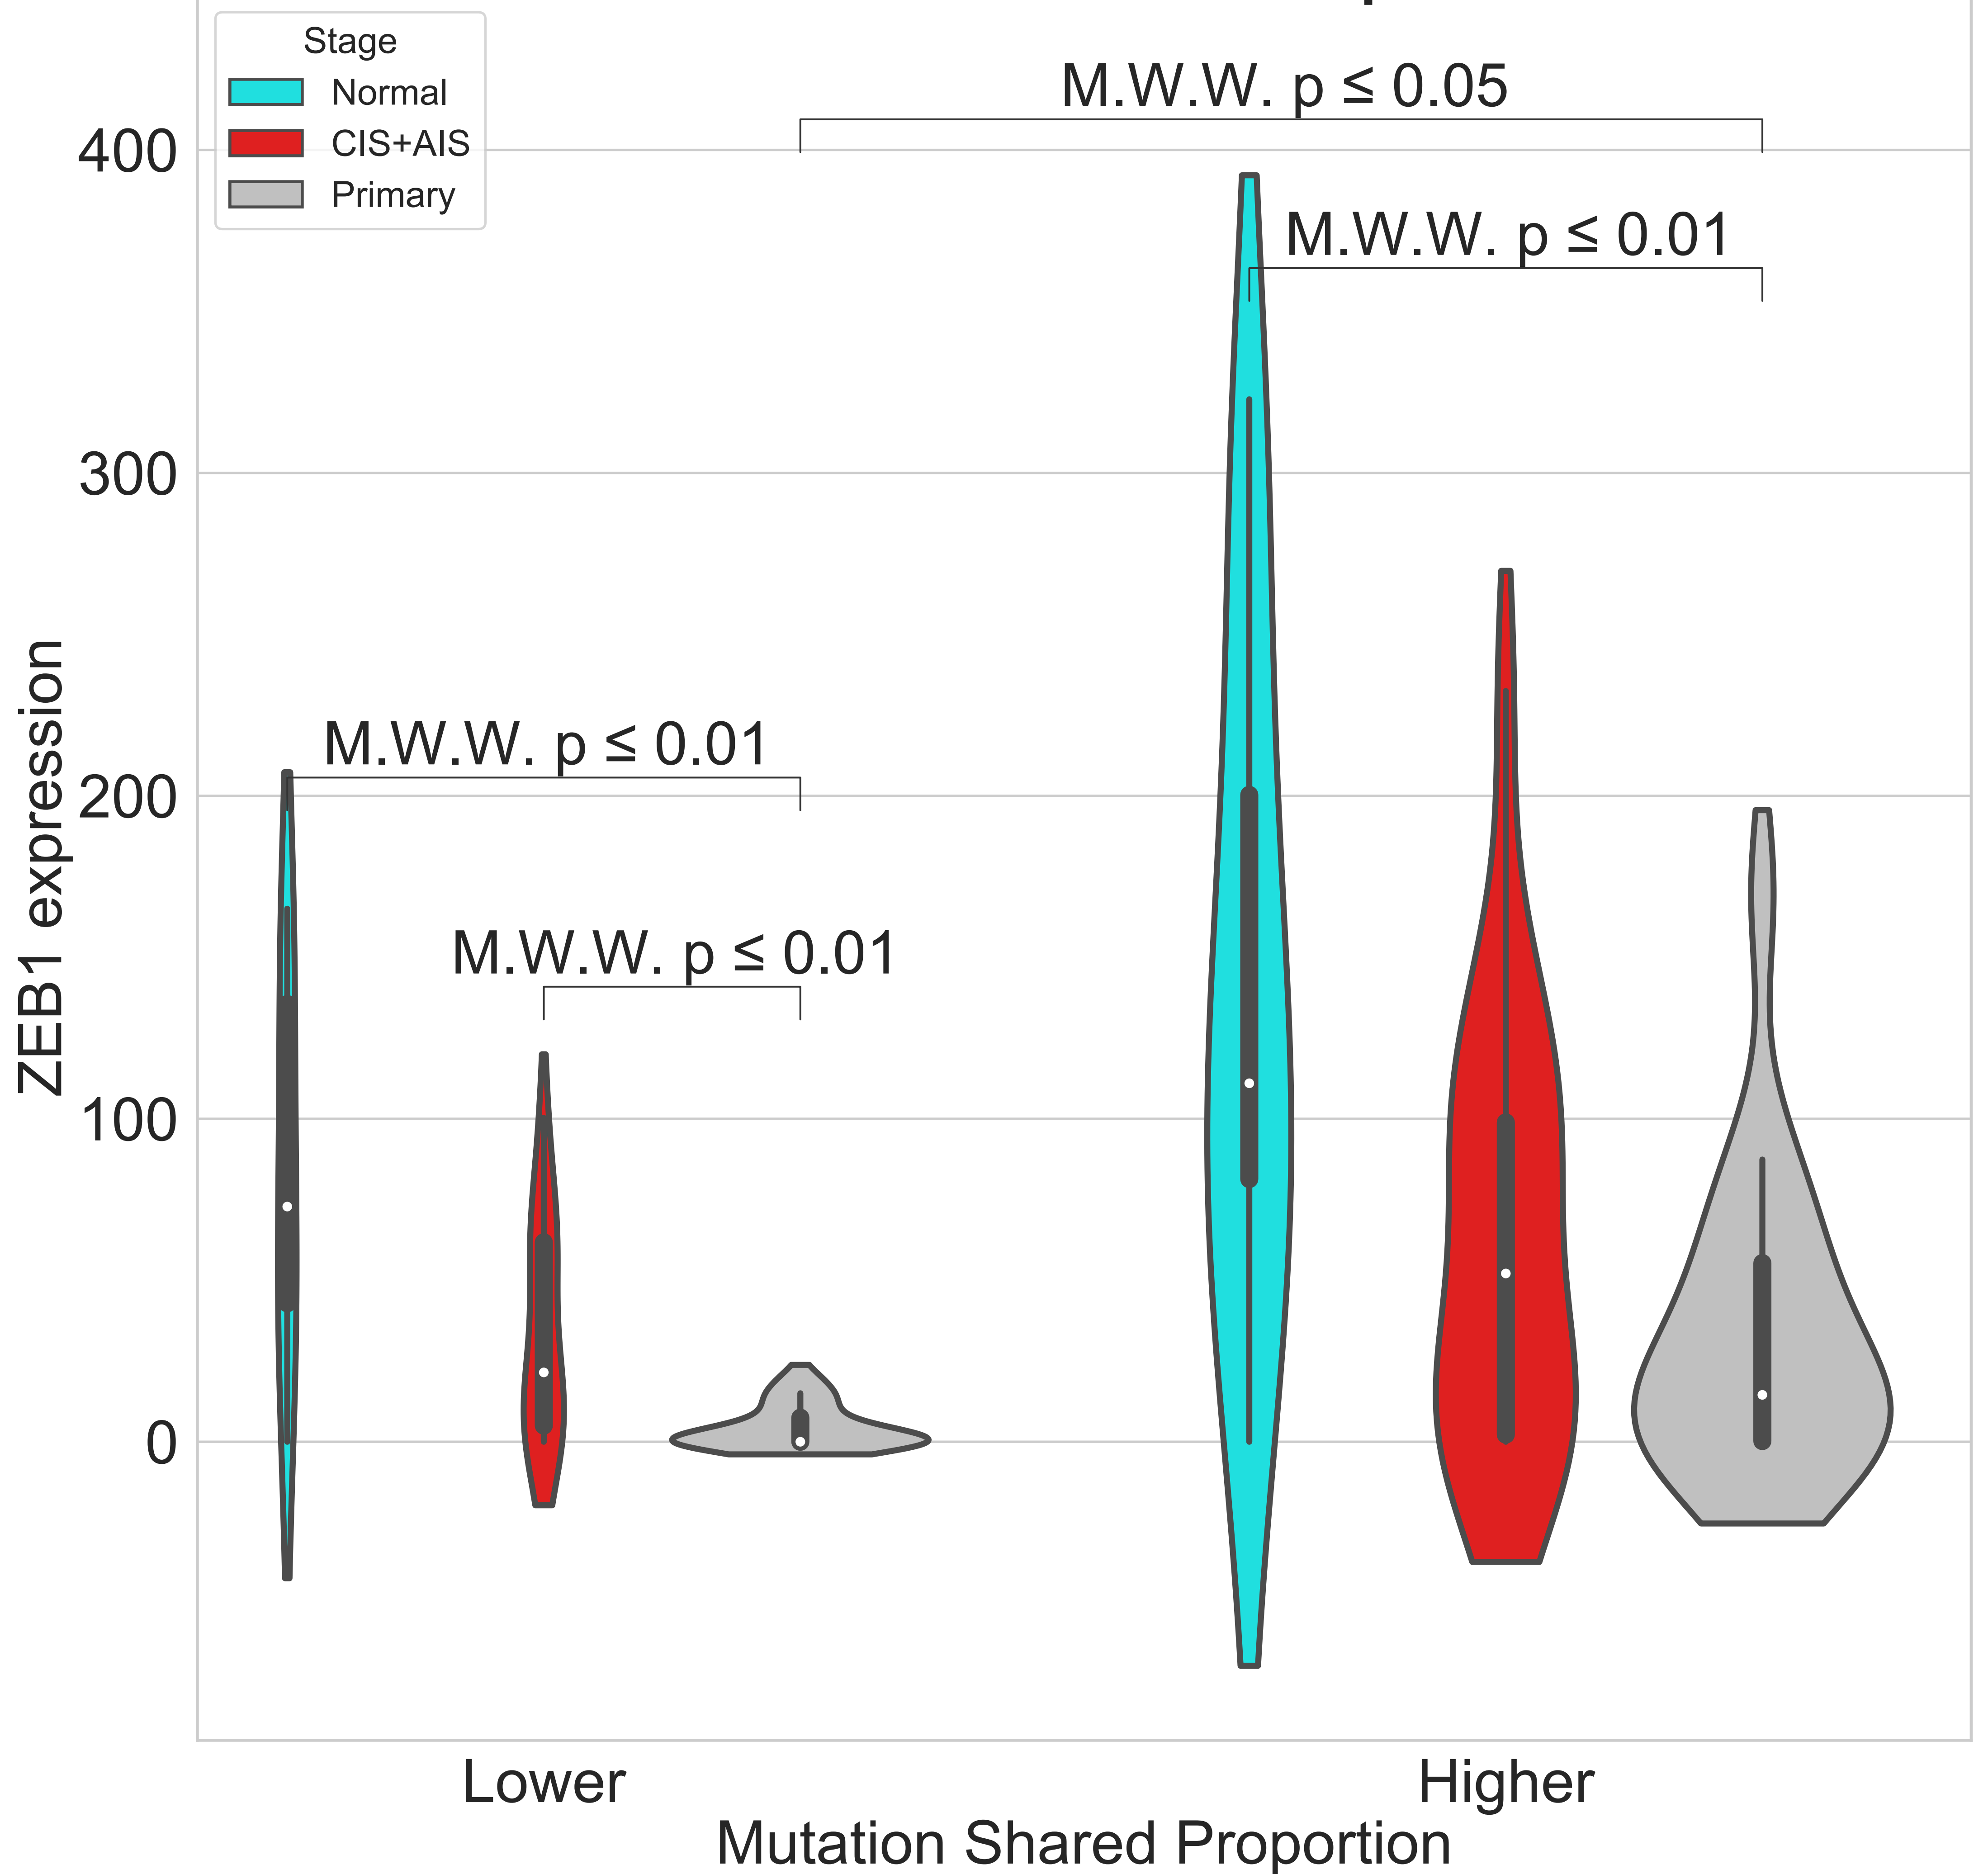 Stage
Normal
CIS+AIS
Primary
M.W.W. p ≤ 0.05
M.W.W. p ≤ 0.01
M.W.W. p ≤ 0.01
M.W.W. p ≤ 0.01
400
300
200
100
0
ZEB1 expression
Lower
Higher
Mutation Shared Proportion